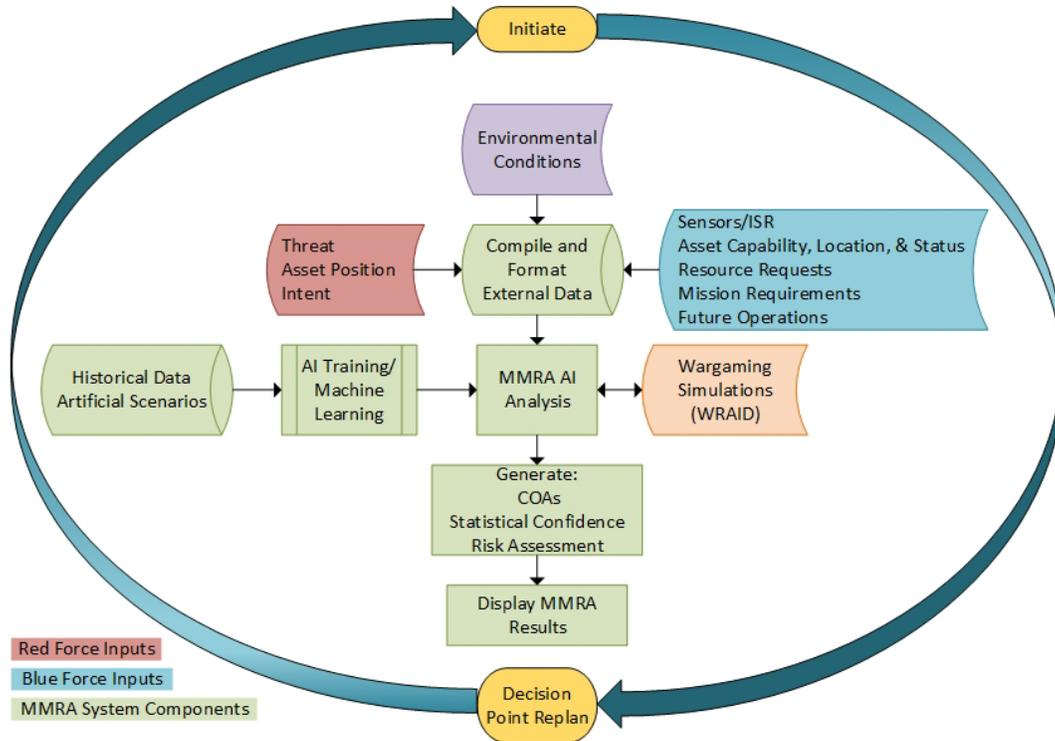 Initiate
Environmental
Conditions
Threat
Asset Position
Intent
Compile and
Format
External Data
Sensors/ISR
Asset Capability, Location, & Status
Resource Requests
Mission Requirements
Future Operations
Historical Data
Artificial Scenarios
AI Training/
Machine
Learning
MMRA AI
Analysis
Wargaming
Simulations
(WRAID)
Generate:
COAs
Statistical Confidence
Risk Assessment
Display MMRA
Results
Red Force Inputs
Blue Force Inputs
MMRA System Components
Decision
Point Replan